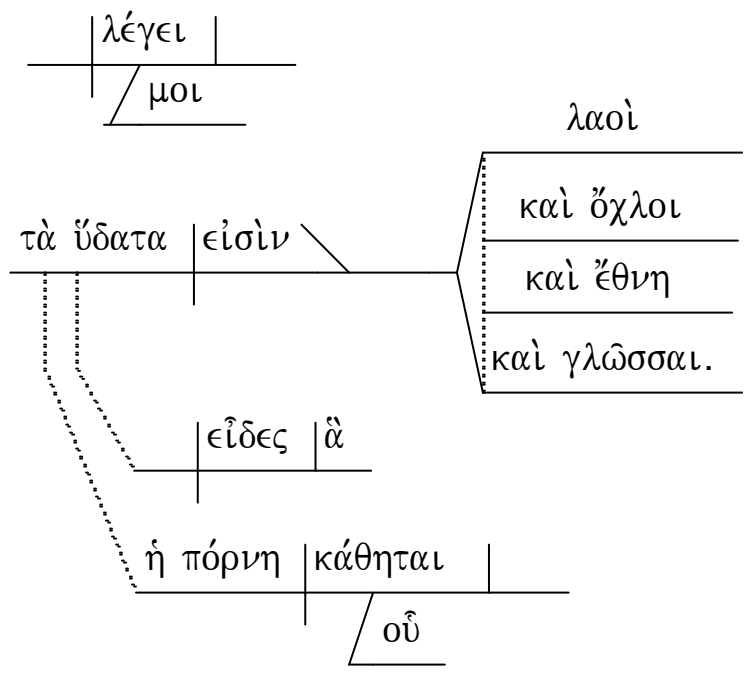 λέγει
μοι
λαοὶ
καὶ ὄχλοι
τὰ ὕδατα εἰσὶν
καὶ ἔθνη
καὶ γλῶσσαι.
εἶδες ἃ
ἡ πόρνη κάθηται
οὗ